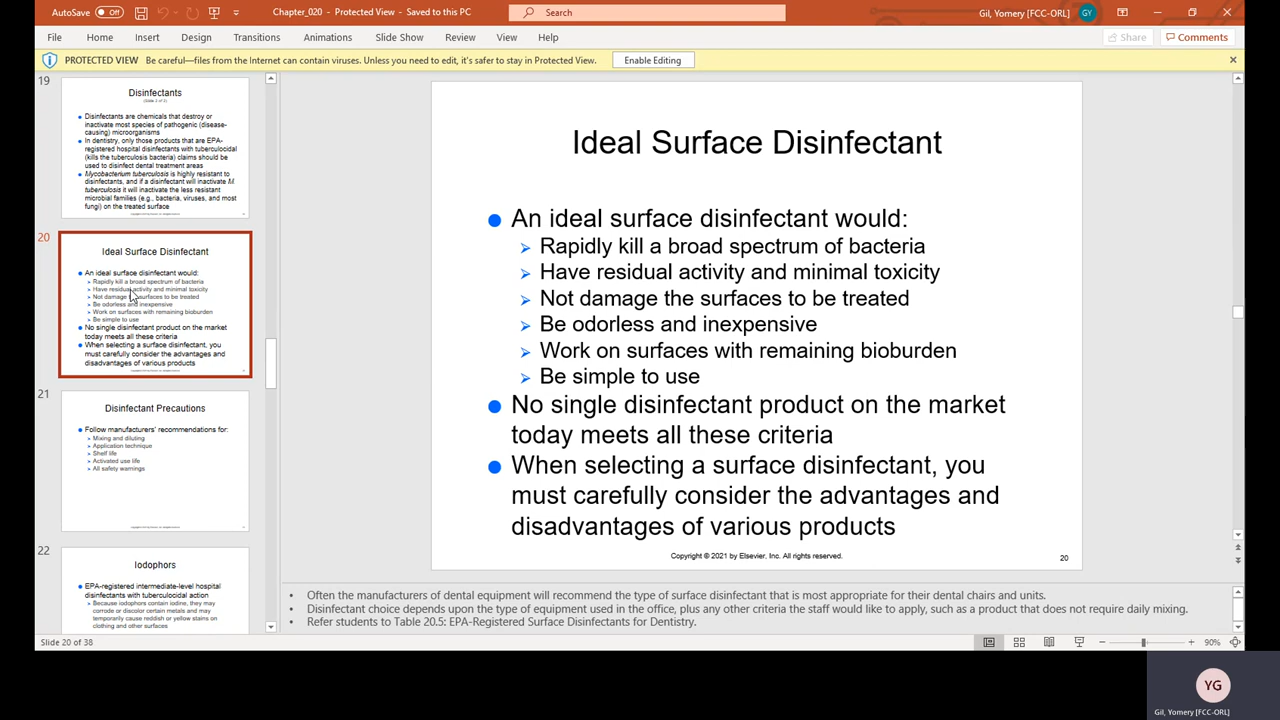 AutoSave Off Chapter_020 - Protected View - Saved to this PC Search Gil, Yomery [FCC-ORL] GY
File Home Insert Design Transitions Animations Slide Show Review View Help Share Comments
PROTECTED VIEW Be careful—files from the Internet can contain viruses. Unless you need to edit, it's safer to stay in Protected View. Enable Editing
19
Disinfectants
Disinfectants are chemicals that destroy or
inactivate most species of pathogenic (disease-
causing) microorganisms
In dentistry, only those products that are EPA-
registered hospital disinfectants with tuberculocidal
(kills the tuberculosis bacteria) claims should be
used to disinfect dental treatment areas
Mycobacterium tuberculosis is highly resistant to
disinfectants, and if a disinfectant will inactivate M.
tuberculosis it will inactivate the less resistant
microbial families (e.g., bacteria, viruses, and most
fungi) on the treated surface
20
Ideal Surface Disinfectant
An ideal surface disinfectant would:
Rapidly kill a broad spectrum of bacteria
Have residual activity and minimal toxicity
Not damage the surfaces to be treated
Be odorless and inexpensive
Work on surfaces with remaining bioburden
Be simple to use
No single disinfectant product on the market
today meets all these criteria
When selecting a surface disinfectant, you
must carefully consider the advantages and
disadvantages of various products
21
Disinfectant Precautions
Follow manufacturers' recommendations for:
Mixing and diluting
Application technique
Shelf life
Activated use life
All safety warnings
22
Iodophors
EPA-registered intermediate-level hospital
disinfectants with tuberculocidal action
Because iodophors contain iodine, they may
corrode or discolor certain metals and may
temporarily cause reddish or yellow stains on
clothing and other surfaces
Ideal Surface Disinfectant
An ideal surface disinfectant would:
Rapidly kill a broad spectrum of bacteria
Have residual activity and minimal toxicity
Not damage the surfaces to be treated
Be odorless and inexpensive
Work on surfaces with remaining bioburden
Be simple to use
No single disinfectant product on the market
today meets all these criteria
When selecting a surface disinfectant, you
must carefully consider the advantages and
disadvantages of various products
Copyright © 2021 by Elsevier, Inc. All rights reserved. 20
Often the manufacturers of dental equipment will recommend the type of surface disinfectant that is most appropriate for their dental chairs and units.
Disinfectant choice depends upon the type of equipment used in the office, plus any other criteria the staff would like to apply, such as a product that does not require daily mixing.
Refer students to Table 20.5: EPA-Registered Surface Disinfectants for Dentistry.
Slide 20 of 38 90%
YG
Gil, Yomery [FCC-ORL]